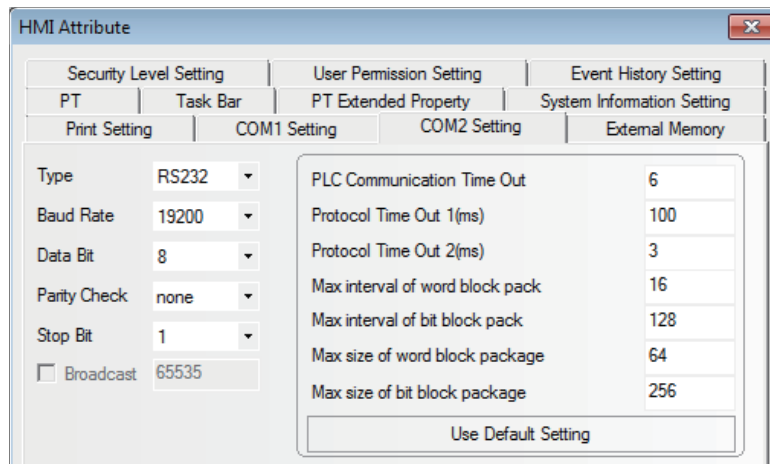 HMI Attribute
Security Level Setting User Permission Setting Event History Setting
PT Task Bar PT Extended Property System Information Setting
Print Setting COM1 Setting COM2 Setting External Memory
Type RS232
Baud Rate 19200
Data Bit 8
Parity Check none
Stop Bit 1
Broadcast 65535
PLC Communication Time Out 6
Protocol Time Out 1(ms) 100
Protocol Time Out 2(ms) 3
Max interval of word block pack 16
Max interval of bit block pack 128
Max size of word block package 64
Max size of bit block package 256
Use Default Setting